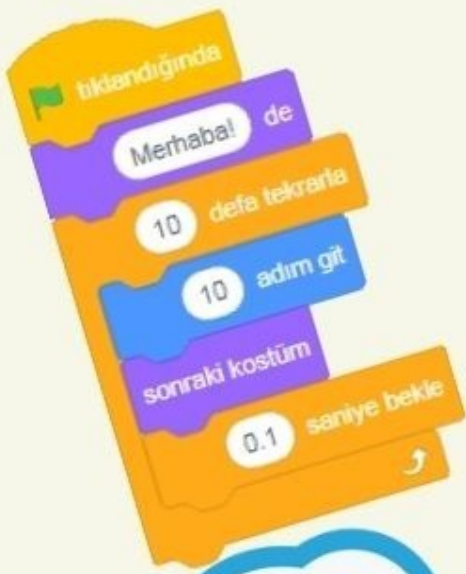 tıklandığında
Merhaba! de
10 defa tekrarla
10 adım git
sonraki kostüm
0.1 saniye bekle